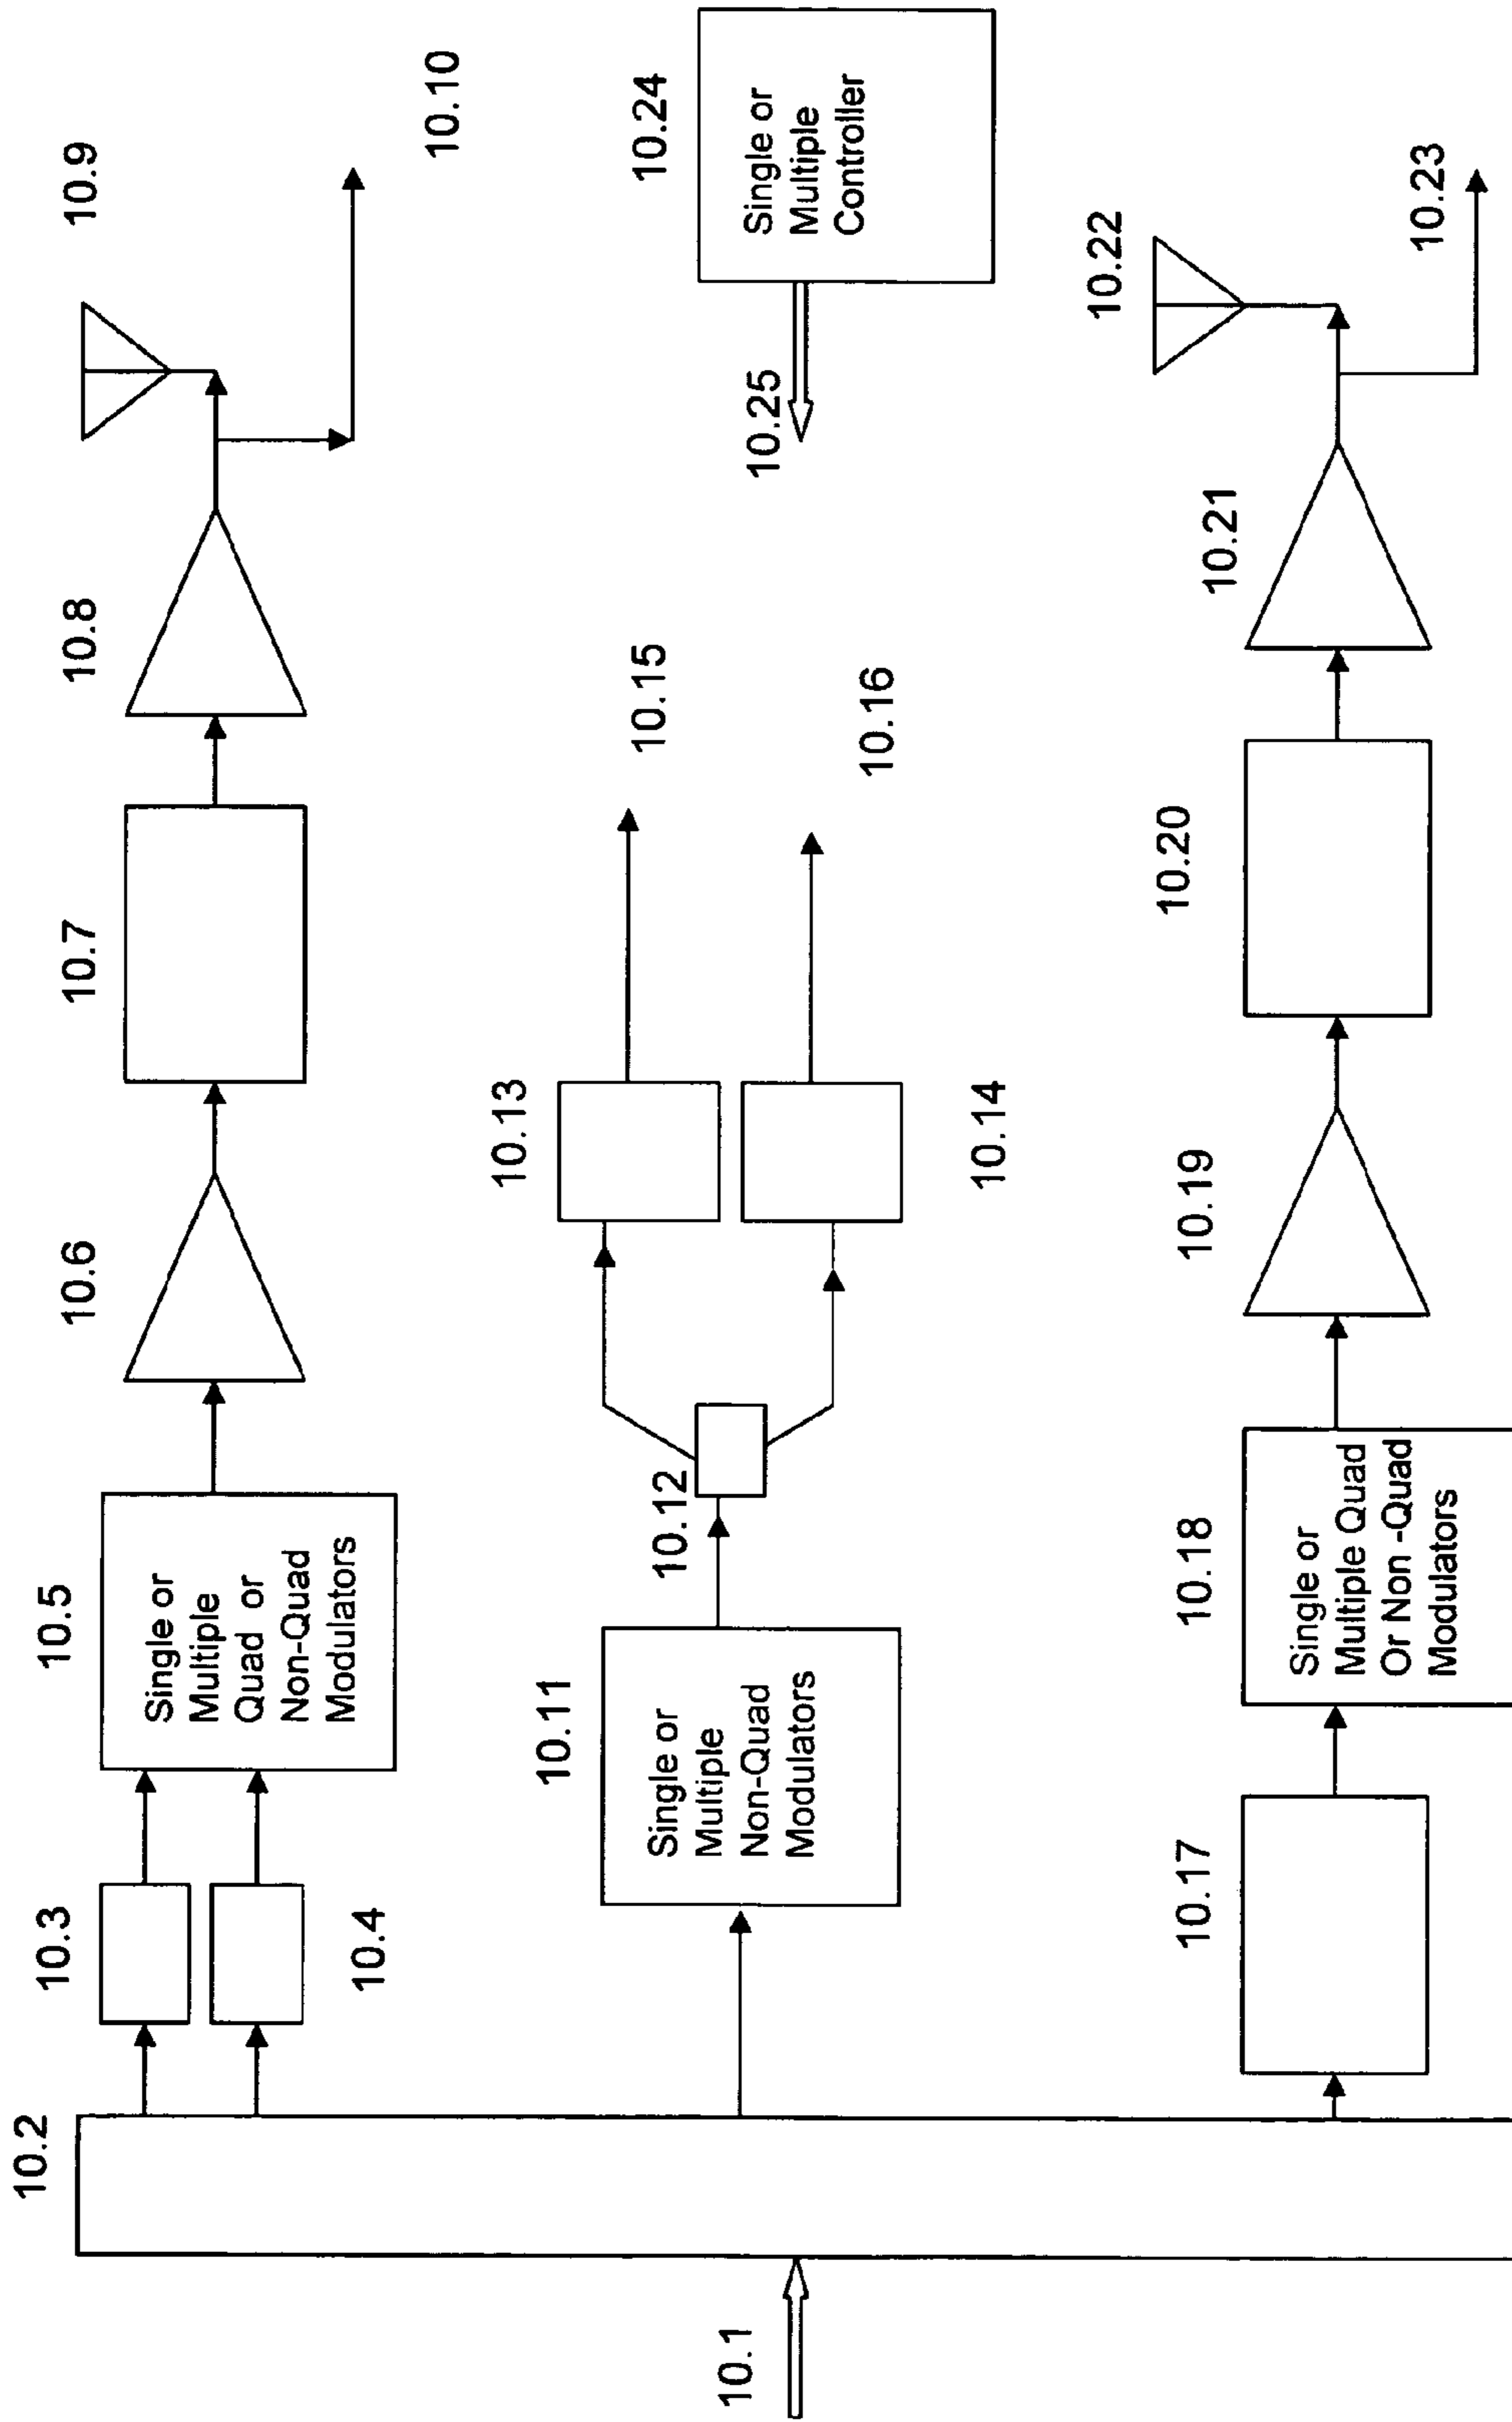 10.1
10.2
10.3
10.4
10.5
Single or
Multiple
Quad or
Non-Quad
Modulators
10.6
10.7
10.8
10.9
10.10
10.11
Single or
Multiple
Non-Quad
Modulators
10.12
10.13
10.14
10.15
10.16
10.17
10.18
Single or
Multiple Quad
Or Non -Quad
Modulators
10.19
10.20
10.21
10.22
10.23
10.24
Single or
Multiple
Controller
10.25